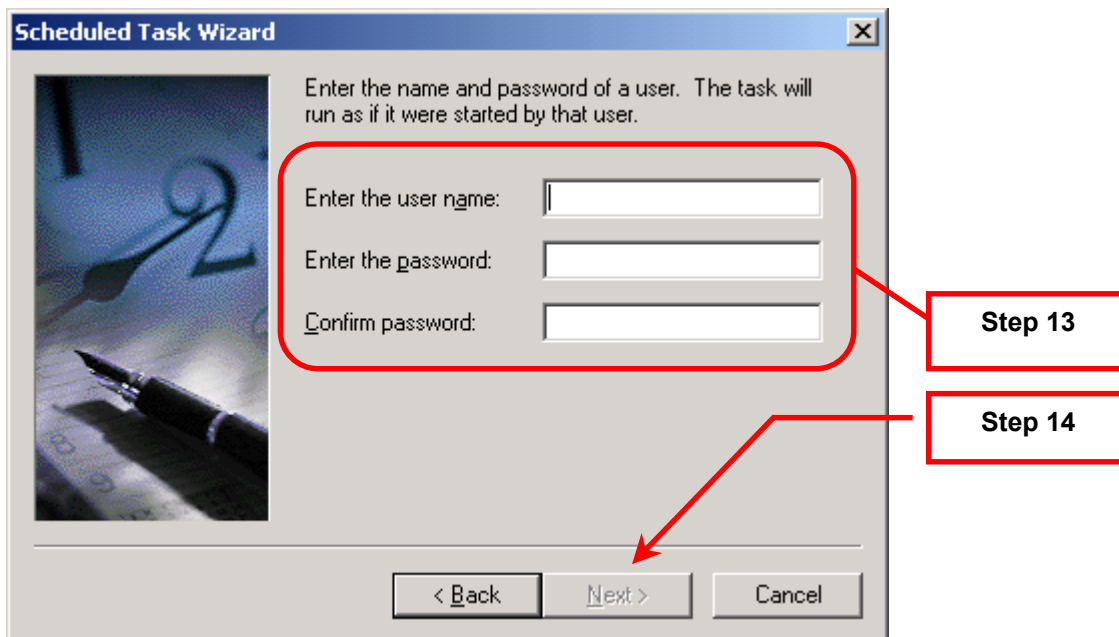 Scheduled Task Wizard
Enter the name and password of a user. The task will
run as if it were started by that user.
Enter the user name:
Enter the password:
Confirm password:
Step 13
Step 14
< Back
Next >
Cancel
2